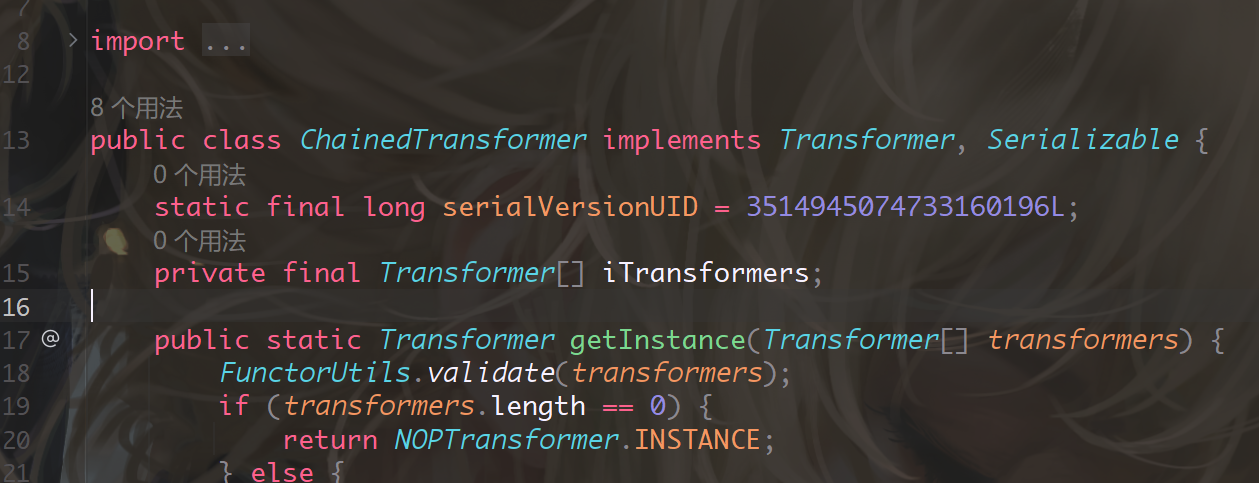 7
8 import ...
12
8 个用法
13 public class ChainedTransformer implements Transformer, Serializable {
0 个用法
14 static final long serialVersionUID = 3514945074733160196L;
0 个用法
15 private final Transformer[] iTransformers;
16
17 @ public static Transformer getInstance(Transformer[] transformers) {
18 FunctorUtils.validate(transformers);
19 if (transformers.length == 0) {
20 return NOPTransformer.INSTANCE;
21 } else {